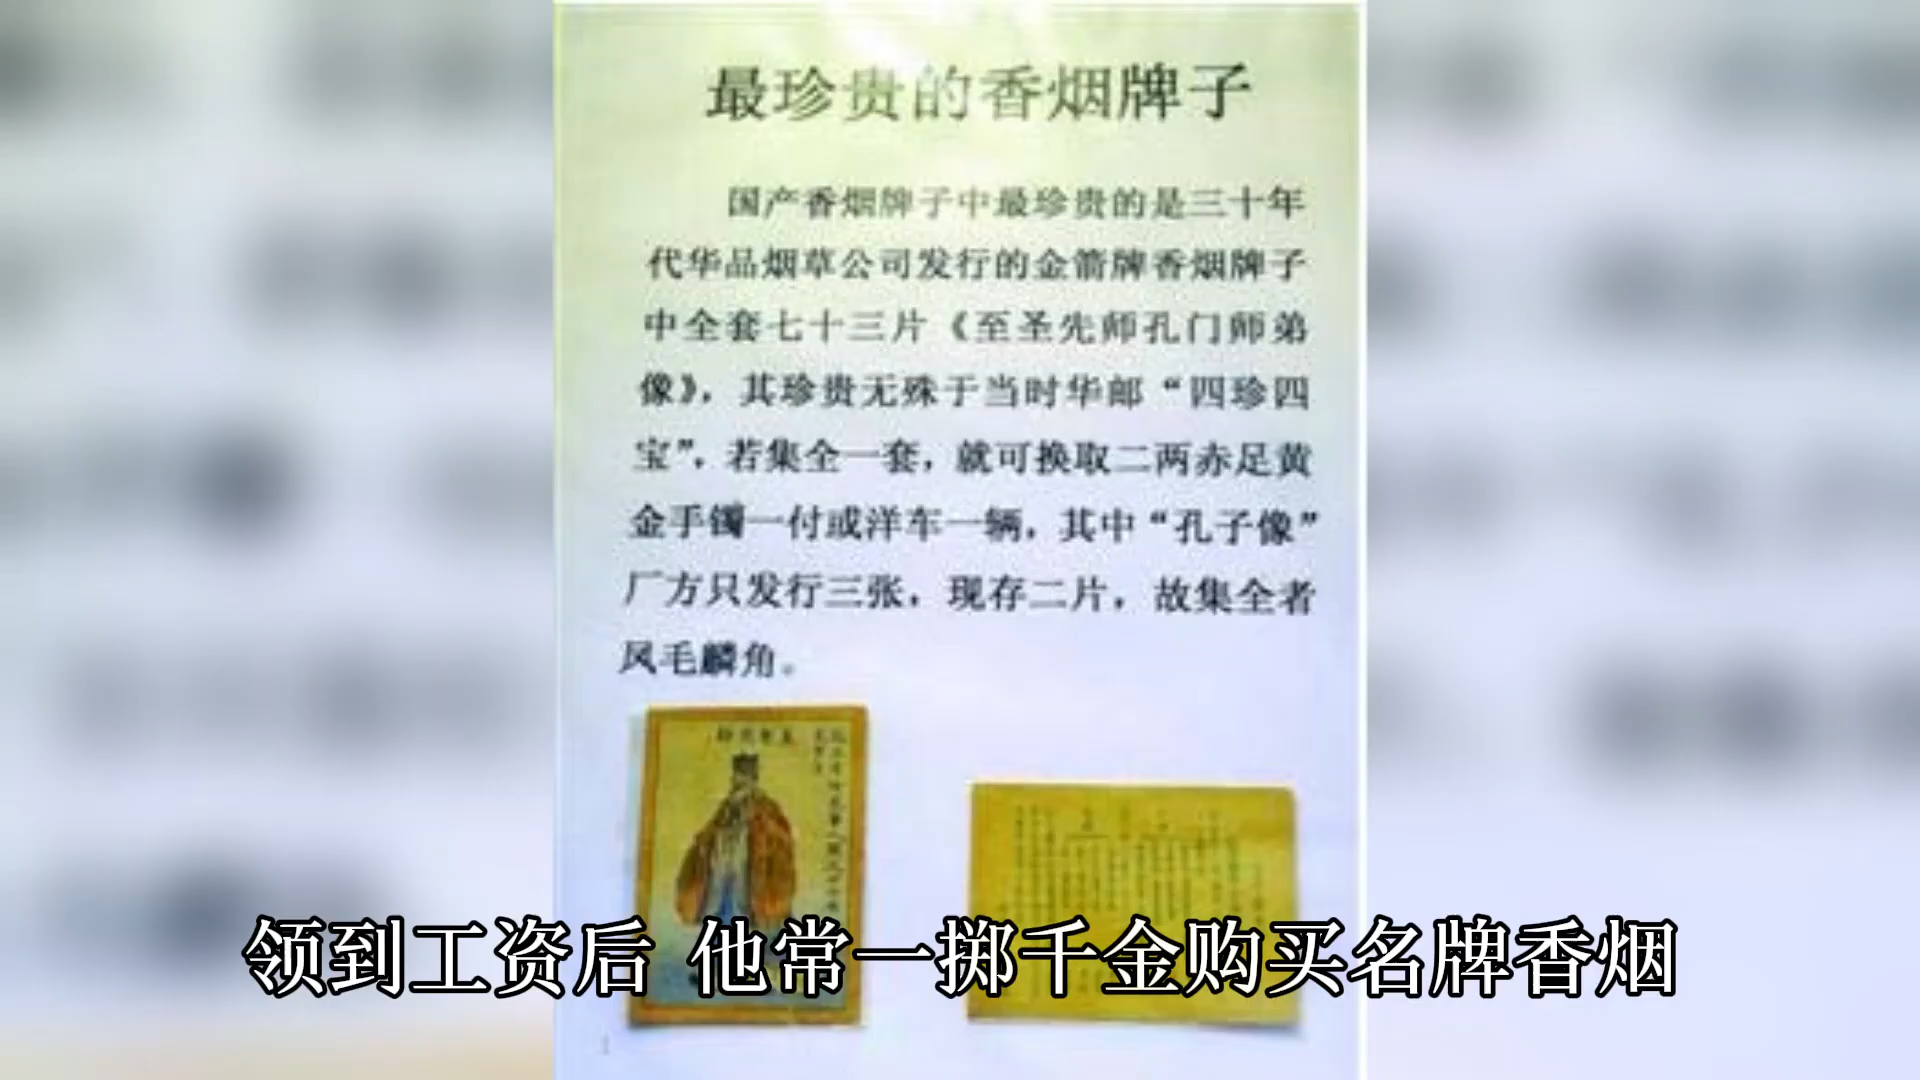 最珍贵的香烟牌子
国产香烟牌子中最珍贵的是三十年
代华品烟草公司发行的金箭牌香烟牌子
中全套七十三片《至圣先师孔门师弟
像》，其珍贵无殊于当时华邮“四珍四
宝”，若集全一套，就可换取二两赤足黄
金手镯一付或洋车一辆，其中“孔子像”
厂方只发行三张，现存二片，故集全者
凤毛麟角。
领到工资后 他常一掷千金购买名牌香烟